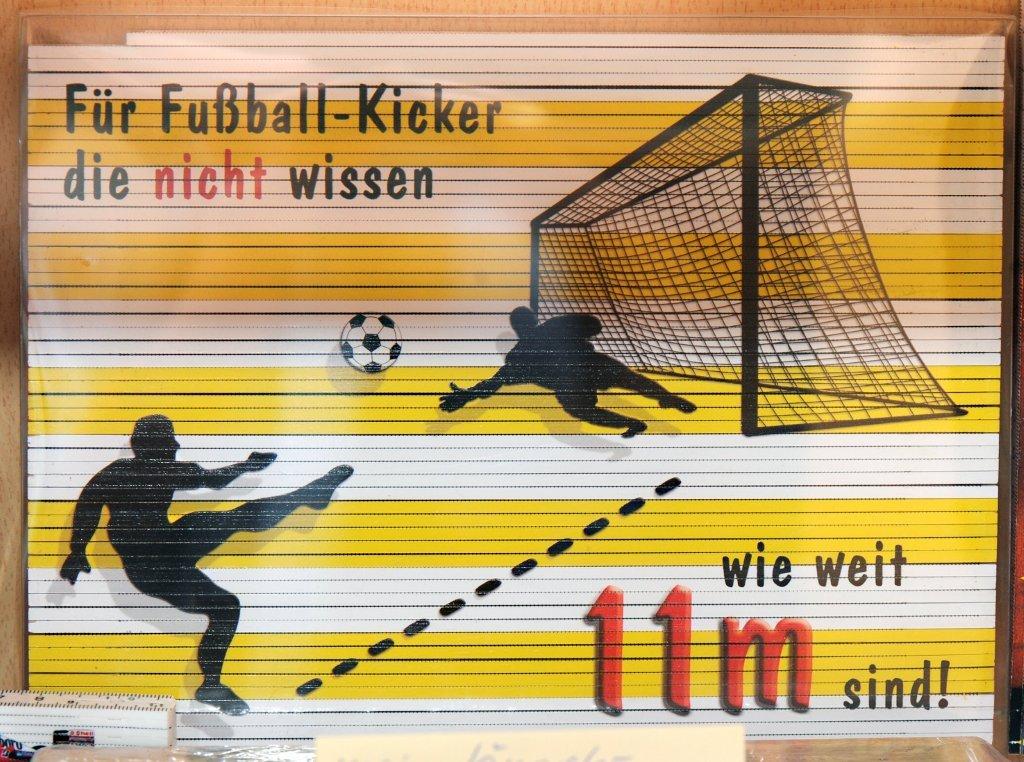 Für Fußball-Kicker
die nicht wissen
wie weit
11m
sind!